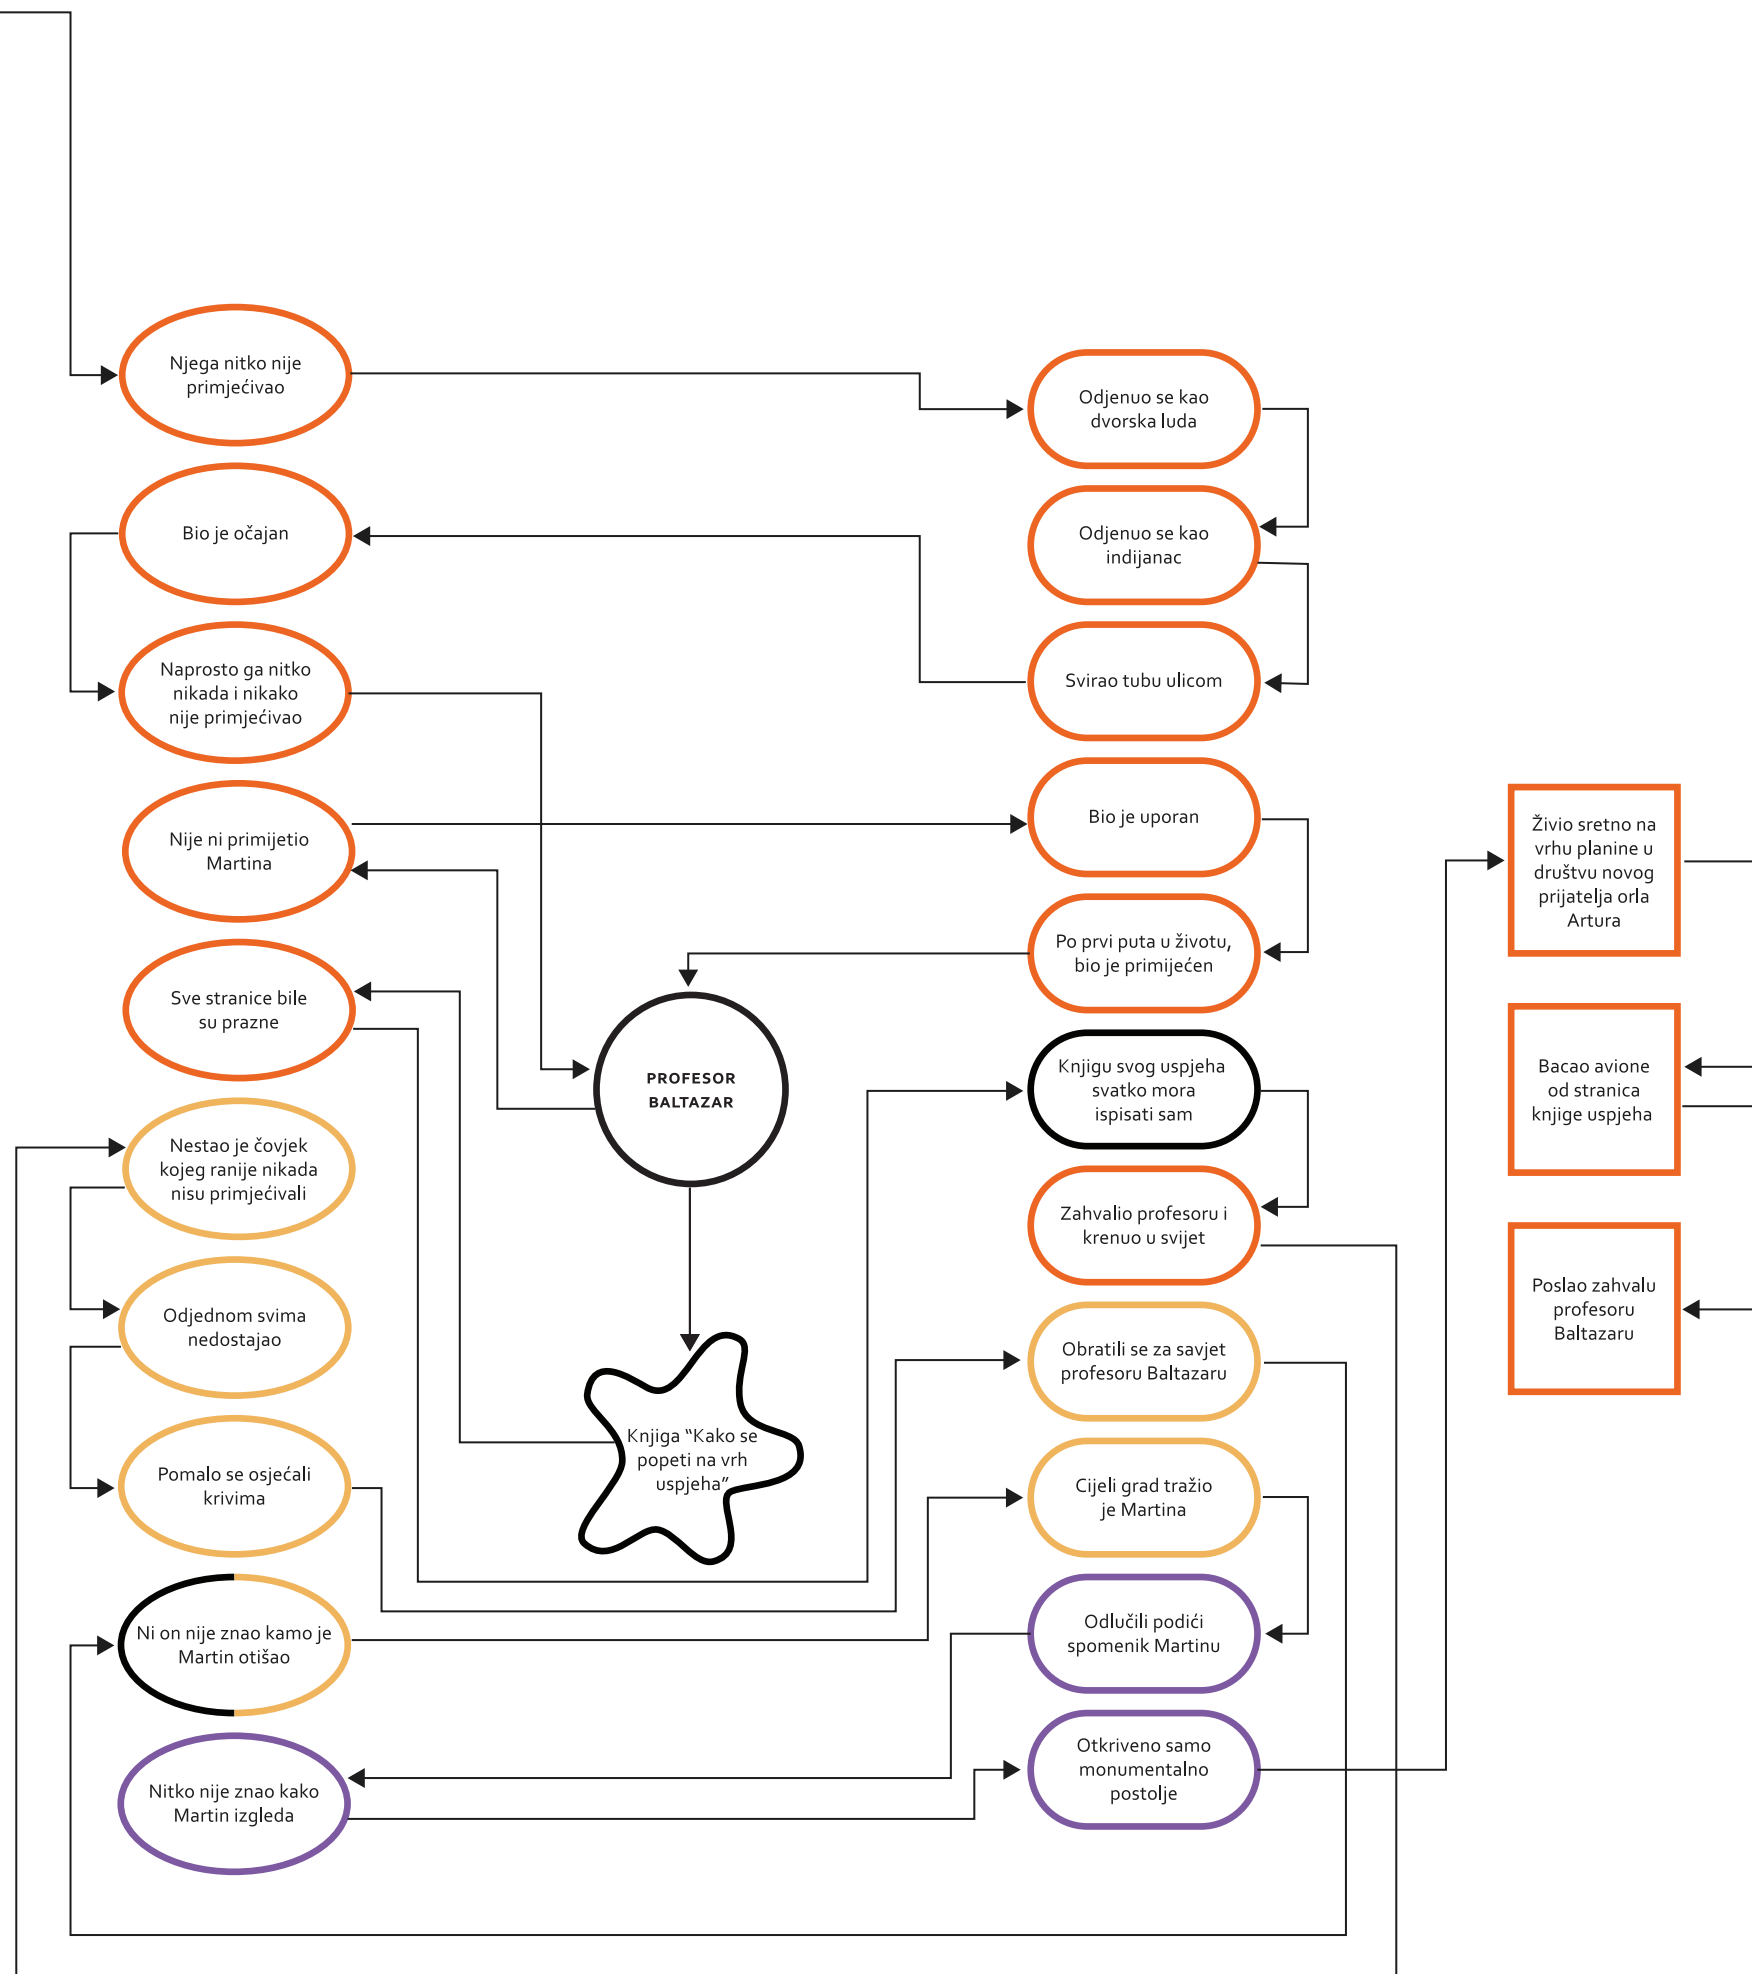 Njega nitko nije
primjećivao
Bio je očajan
Naprosto ga nitko
nikada i nikako
nije primjećivao
Nije ni primijetio
Martina
Sve stranice bile
su prazne
Nestao je čovjek
kojeg ranije nikada
nisu primjećivali
Odjednom svima
nedostajao
Pomalo se osjećali
krivima
Ni on nije znao kamo je
Martin otišao
Nitko nije znao kako
Martin izgleda
PROFESOR
BALTAZAR
Knjiga “Kako se
popeti na vrh
uspjeha”
Odjenuo se kao
dvorska luda
Odjenuo se kao
indijanac
Svirao tubu ulicom
Bio je uporan
Po prvi puta u životu,
bio je primijećen
Knjigu svog uspjeha
svatko mora
ispisati sam
Zahvalio profesoru i
krenuo u svijet
Obratili se za savjet
profesoru Baltazaru
Cijeli grad tražio
je Martina
Odlučili podići
spomenik Martinu
Otkriveno samo
monumentalno
postolje
Živio sretno na
vrhu planine u
društvu novog
prijatelja orla
Artura
Bacao avione
od stranica
knjige uspjeha
Poslao zahvalu
profesoru
Baltazaru